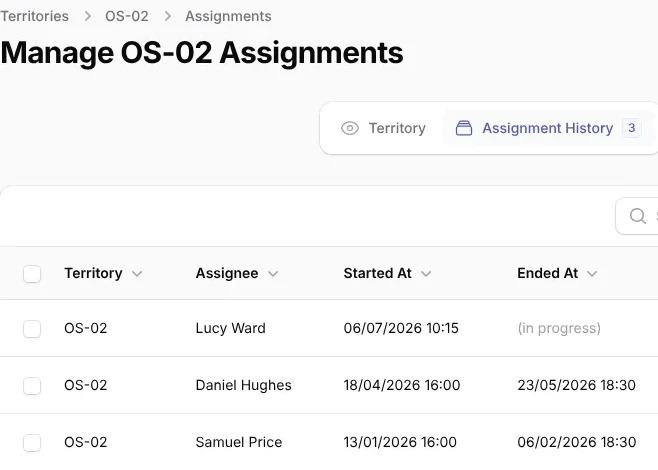 Territories > OS-02 > Assignments
Manage OS-02 Assignments
Territory Assignment History 3
Territory Assignee Started At Ended At
OS-02 Lucy Ward 06/07/2026 10:15 (in progress)
OS-02 Daniel Hughes 18/04/2026 16:00 23/05/2026 18:30
OS-02 Samuel Price 13/01/2026 16:00 06/02/2026 18:30